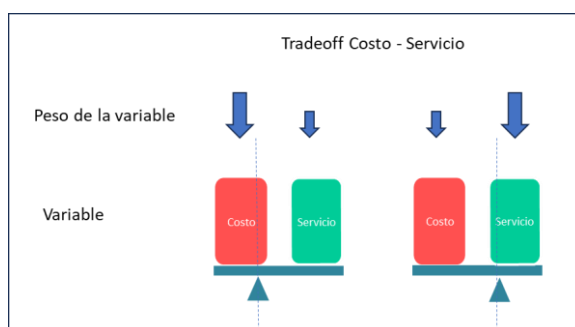 Tradeoff Costo - Servicio
Peso de la variable
Variable
Costo
Servicio
Costo
Servicio